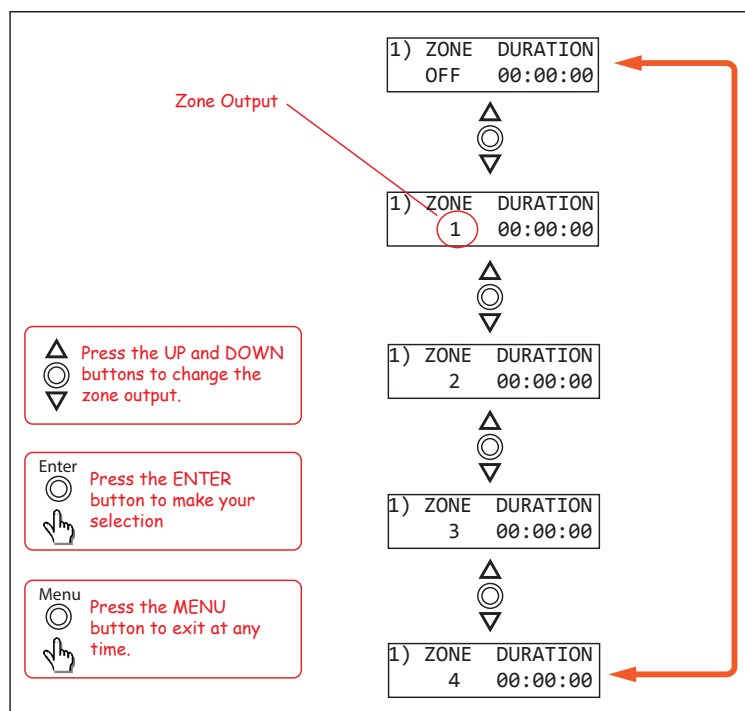 1) ZONE DURATION
OFF 00:00:00
Zone Output
1) ZONE DURATION
1 00:00:00
Press the UP and DOWN
buttons to change the
zone output.
1) ZONE DURATION
2 00:00:00
Enter
Press the ENTER
button to make your
selection
1) ZONE DURATION
3 00:00:00
Menu
Press the MENU
button to exit at any
time.
1) ZONE DURATION
4 00:00:00